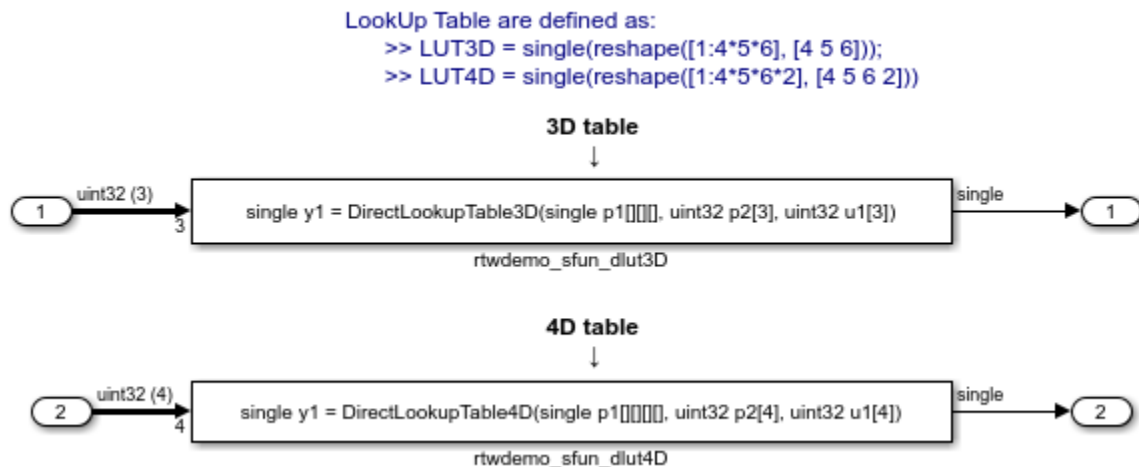 LookUp Table are defined as:
>> LUT3D = single(reshape([1:4*5*6], [4 5 6]));
>> LUT4D = single(reshape([1:4*5*6*2], [4 5 6 2]))
3D table
↓
uint32 (3)
single
1
single y1 = DirectLookupTable3D(single p1[][][], uint32 p2[3], uint32 u1[3])
1
3
rtwdemo_sfun_dlut3D
4D table
↓
uint32 (4)
single
2
single y1 = DirectLookupTable4D(single p1[][][][], uint32 p2[4], uint32 u1[4])
2
4
rtwdemo_sfun_dlut4D